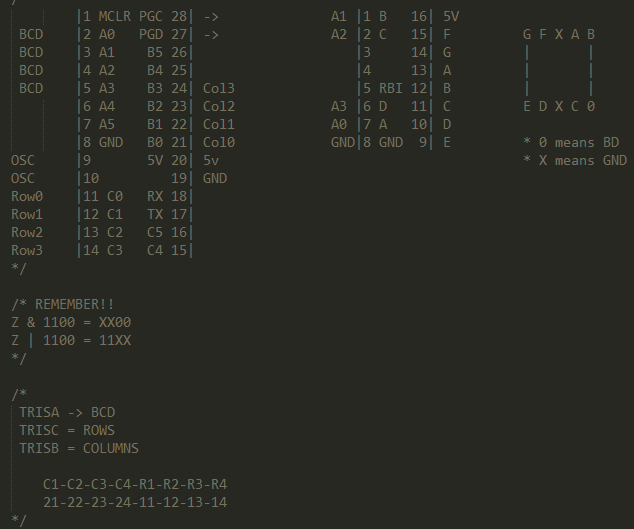 /*
        |1 MCLR PGC 28| ->              A1 |1 B   16| 5V
 BCD    |2 A0   PGD 27| ->              A2 |2 C   15| F         G F X A B
 BCD    |3 A1    B5 26|                    |3     14| G         |       |
 BCD    |4 A2    B4 25|                    |4     13| A         |       |
 BCD    |5 A3    B3 24| Col3               |5 RBI 12| B         |       |
        |6 A4    B2 23| Col2            A3 |6 D   11| C         E D X C 0
        |7 A5    B1 22| Col1            A0 |7 A   10| D
        |8 GND   B0 21| Col0            GND|8 GND  9| E         * 0 means BD
OSC     |9       5V 20| 5v                                      * X means GND
OSC     |10         19| GND
Row0    |11 C0   RX 18|
Row1    |12 C1   TX 17|
Row2    |13 C2   C5 16|
Row3    |14 C3   C4 15|
*/

/* REMEMBER!!
Z & 1100 = XX00
Z | 1100 = 11XX
*/

/*
 TRISA -> BCD
 TRISC = ROWS
 TRISB = COLUMNS

    C1-C2-C3-C4-R1-R2-R3-R4
    21-22-23-24-11-12-13-14
*/